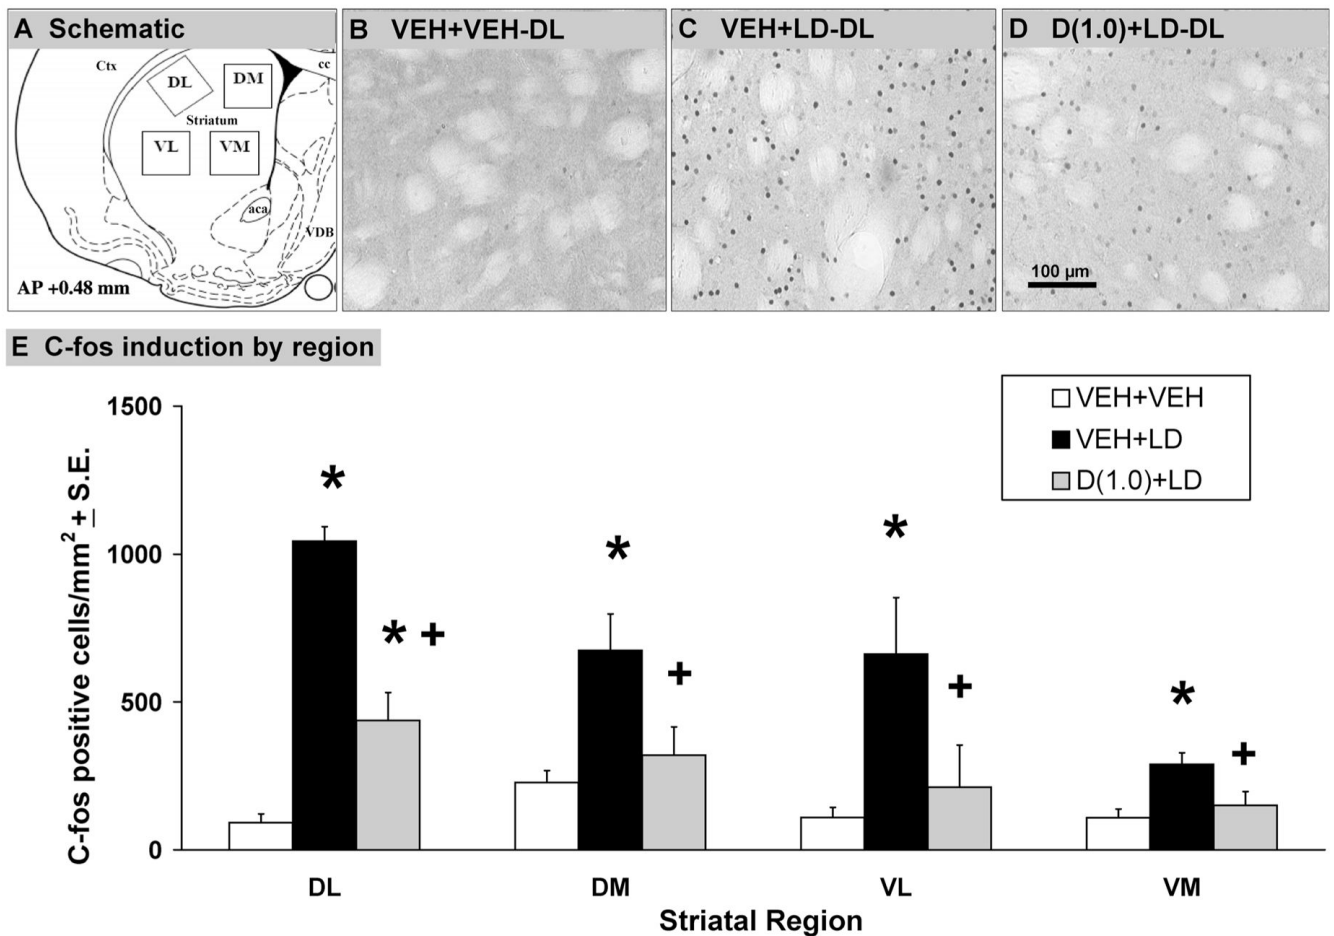 A Schematic
B VEH+VEH-DL
C VEH+LD-DL
D D(1.0)+LD-DL
Ctx
cc
DL
DM
Striatum
VL
VM
aca
VDB
AP +0.48 mm
100 µm
E C-fos induction by region
VEH+VEH
VEH+LD
D(1.0)+LD
C-fos positive cells/mm² ± S.E.
1500
1000
500
0
*
* +
*
+
*
+
*
+
DL
DM
VL
VM
Striatal Region